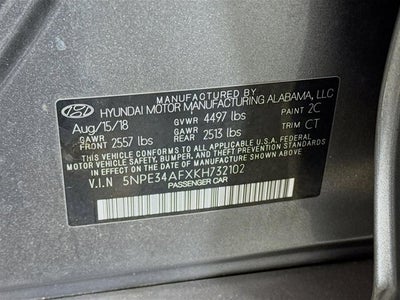 MANUFACTURED BY
HYUNDAI MOTOR MANUFACTURING ALABAMA, LLC
Aug/15/18 GVWR 4497 lbs PAINT 2C
GAWR FRONT 2557 lbs GAWR REAR 2513 lbs TRIM CT
THIS VEHICLE CONFORMS TO ALL APPLICABLE U.S. FEDERAL
MOTOR VEHICLE SAFETY, BUMPER, AND THEFT PREVENTION STANDARDS
IN EFFECT ON THE DATE OF MANUFACTURE SHOWN ABOVE.
V.I.N 5NPE34AFXKH732102
PASSENGER CAR